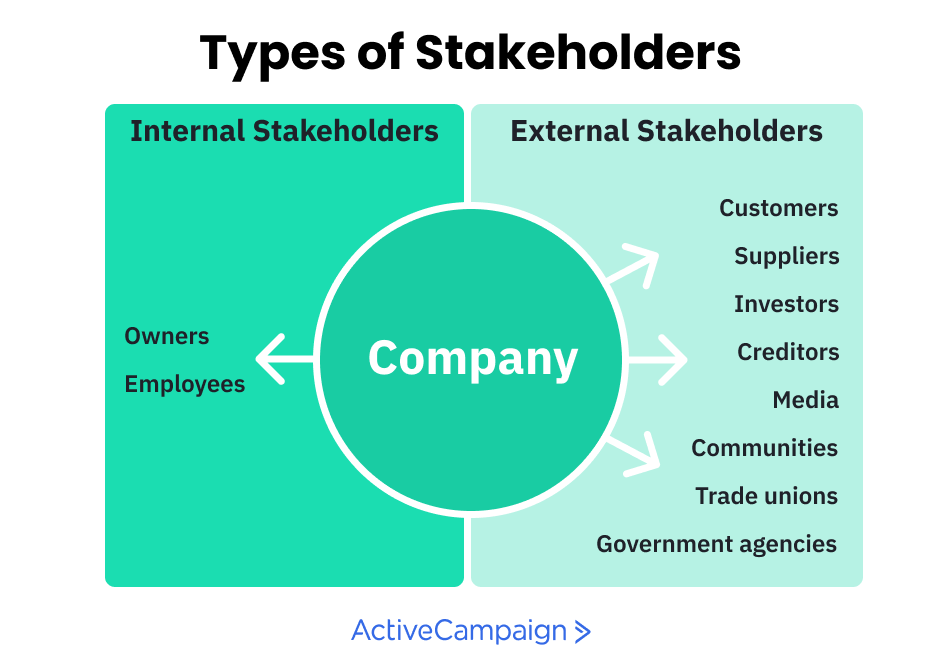 Types of Stakeholders
Internal Stakeholders
Owners
Employees
Company
External Stakeholders
Customers
Suppliers
Investors
Creditors
Media
Communities
Trade unions
Government agencies
ActiveCampaign